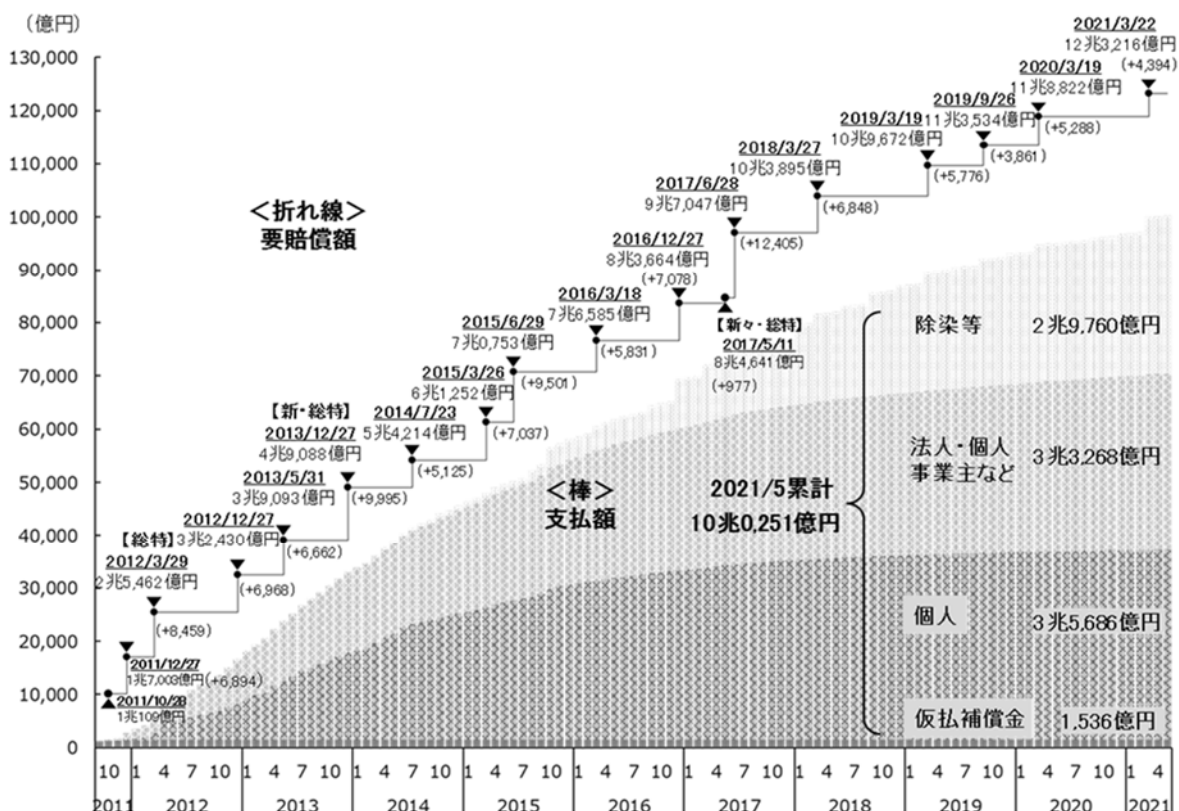 (億円)
130,000
120,000
110,000
100,000
90,000
80,000
70,000
60,000
50,000
40,000
30,000
20,000
10,000
0
<折れ線>
要賠償額
2011/10/28
1兆109億円
2011/12/27
1兆7,003億円(+6,894)
【総特】
2012/3/29
2兆5,462億円
(+8,459)
2012/12/27
3兆2,430億円
(+6,968)
2013/5/31
3兆9,093億円
(+6,662)
【新・総特】
2013/12/27
4兆9,088億円
(+9,995)
2014/7/23
5兆4,214億円
(+5,125)
2015/3/26
6兆1,252億円
(+7,037)
2015/6/29
7兆0,753億円
(+9,501)
2016/3/18
7兆6,585億円
(+5,831)
2016/12/27
8兆3,664億円
(+7,078)
【新々・総特】
2017/5/11
8兆4,641億円
(+977)
2017/6/28
9兆7,047億円
(+12,405)
2018/3/27
10兆3,895億円
(+6,848)
2019/3/19
10兆9,672億円
(+5,776)
2019/9/26
11兆3,534億円
(+3,861)
2020/3/19
11兆8,822億円
(+5,288)
2021/3/22
12兆3,216億円
(+4,394)
<棒>
支払額
2021/5累計
10兆0,251億円
除染等 2兆9,760億円
法人・個人
事業主など 3兆3,268億円
個人 3兆5,686億円
仮払補償金 1,536億円
10 1 4 7 10 1 4 7 10 1 4 7 10 1 4 7 10 1 4 7 10 1 4 7 10 1 4 7 10 1 4 7 10 1 4 7 10 1 4
2011 2012 2013 2014 2015 2016 2017 2018 2019 2020 2021